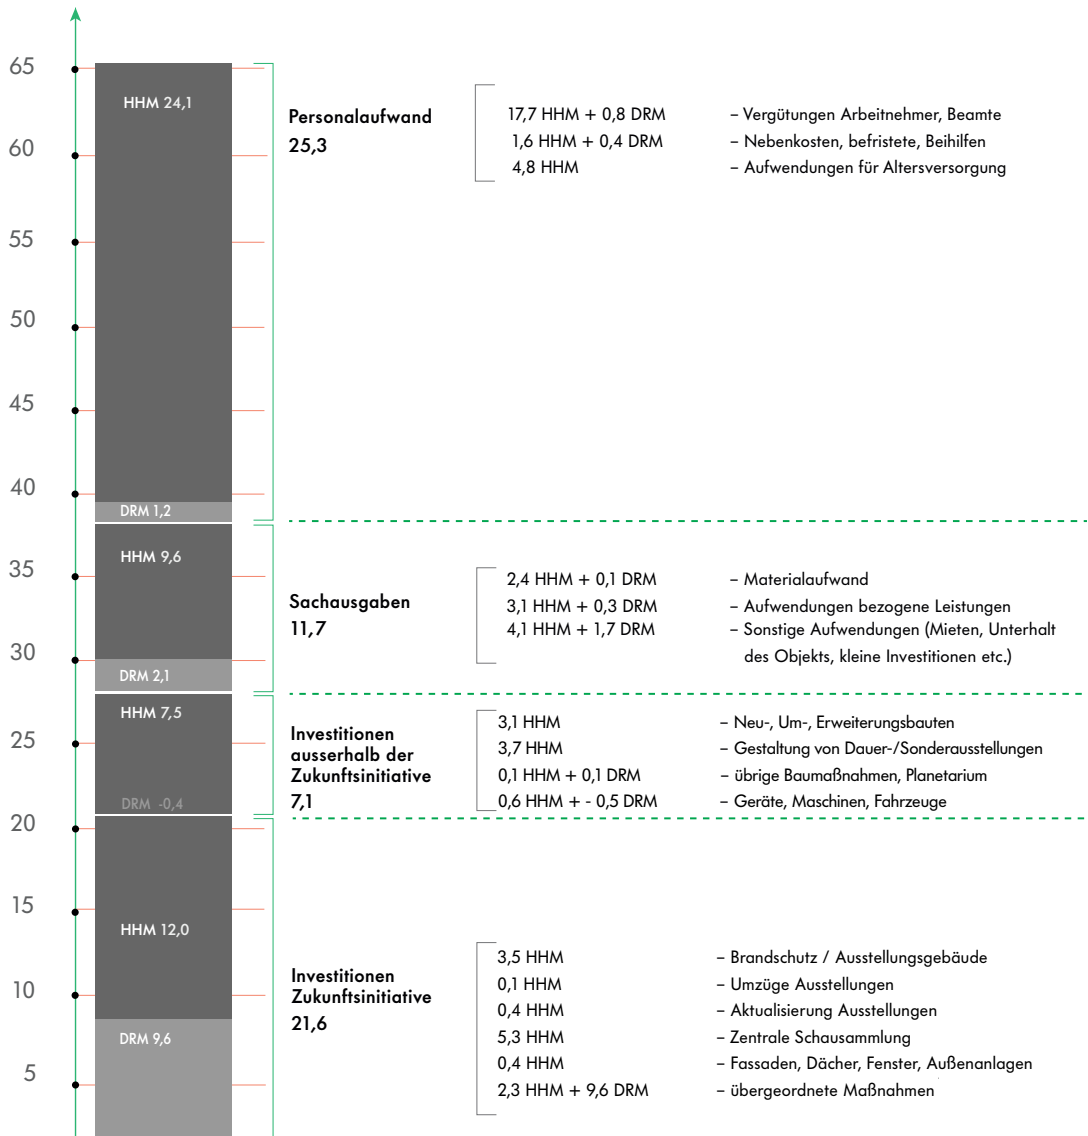 65
HHM 24,1
Personalaufwand
25,3
17,7 HHM + 0,8 DRM – Vergütungen Arbeitnehmer, Beamte
1,6 HHM + 0,4 DRM – Nebenkosten, befristete, Beihilfen
4,8 HHM – Aufwendungen für Altersversorgung
60
55
50
45
40
DRM 1,2
HHM 9,6
35
Sachausgaben
11,7
2,4 HHM + 0,1 DRM – Materialaufwand
3,1 HHM + 0,3 DRM – Aufwendungen bezogene Leistungen
4,1 HHM + 1,7 DRM – Sonstige Aufwendungen (Mieten, Unterhalt
des Objekts, kleine Investitionen etc.)
30
DRM 2,1
HHM 7,5
25
Investitionen
ausserhalb der
Zukunftsinitiative
7,1
3,1 HHM – Neu-, Um-, Erweiterungsbauten
3,7 HHM – Gestaltung von Dauer-/Sonderausstellungen
0,1 HHM + 0,1 DRM – übrige Baumaßnahmen, Planetarium
0,6 HHM + - 0,5 DRM – Geräte, Maschinen, Fahrzeuge
DRM -0,4
20
15
HHM 12,0
10
Investitionen
Zukunftsinitiative
21,6
3,5 HHM – Brandschutz / Ausstellungsgebäude
0,1 HHM – Umzüge Ausstellungen
0,4 HHM – Aktualisierung Ausstellungen
5,3 HHM – Zentrale Schausammlung
0,4 HHM – Fassaden, Dächer, Fenster, Außenanlagen
2,3 HHM + 9,6 DRM – übergeordnete Maßnahmen
DRM 9,6
5